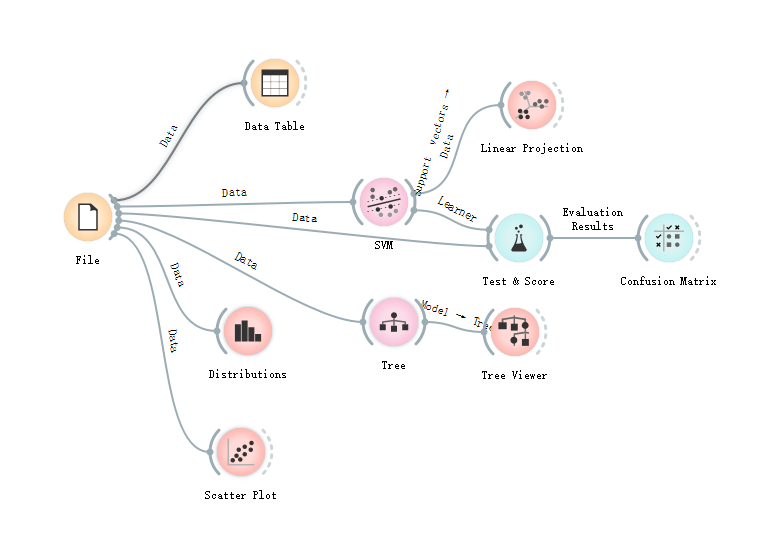 Data
Data Table
support vectors →
Data
Linear Projection
Data
SVM
Learner
Data
Evaluation
Results
Test & Score
Confusion Matrix
File
Data
Data
Distributions
Model → Tree
Tree
Tree Viewer
Data
Scatter Plot